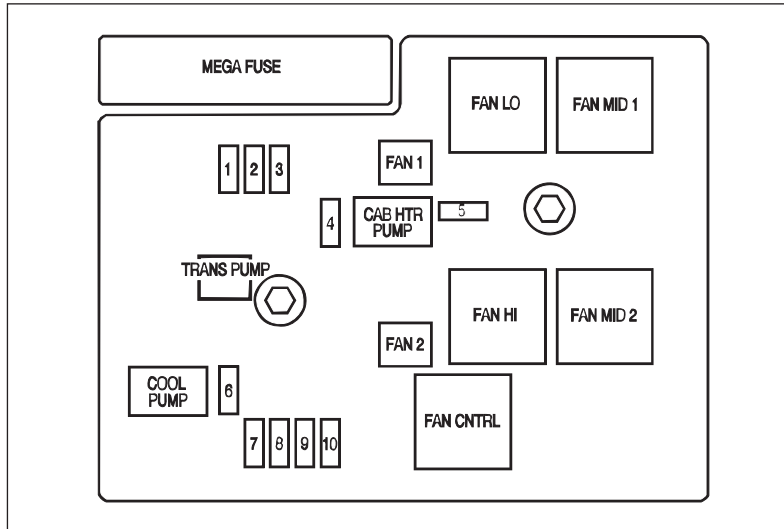 MEGA FUSE
FAN LO
FAN MID 1
1
2
3
FAN 1
4
CAB HTR
PUMP
5
TRANS PUMP
FAN HI
FAN MID 2
FAN 2
COOL
PUMP
6
FAN CNTRL
7
8
9
10